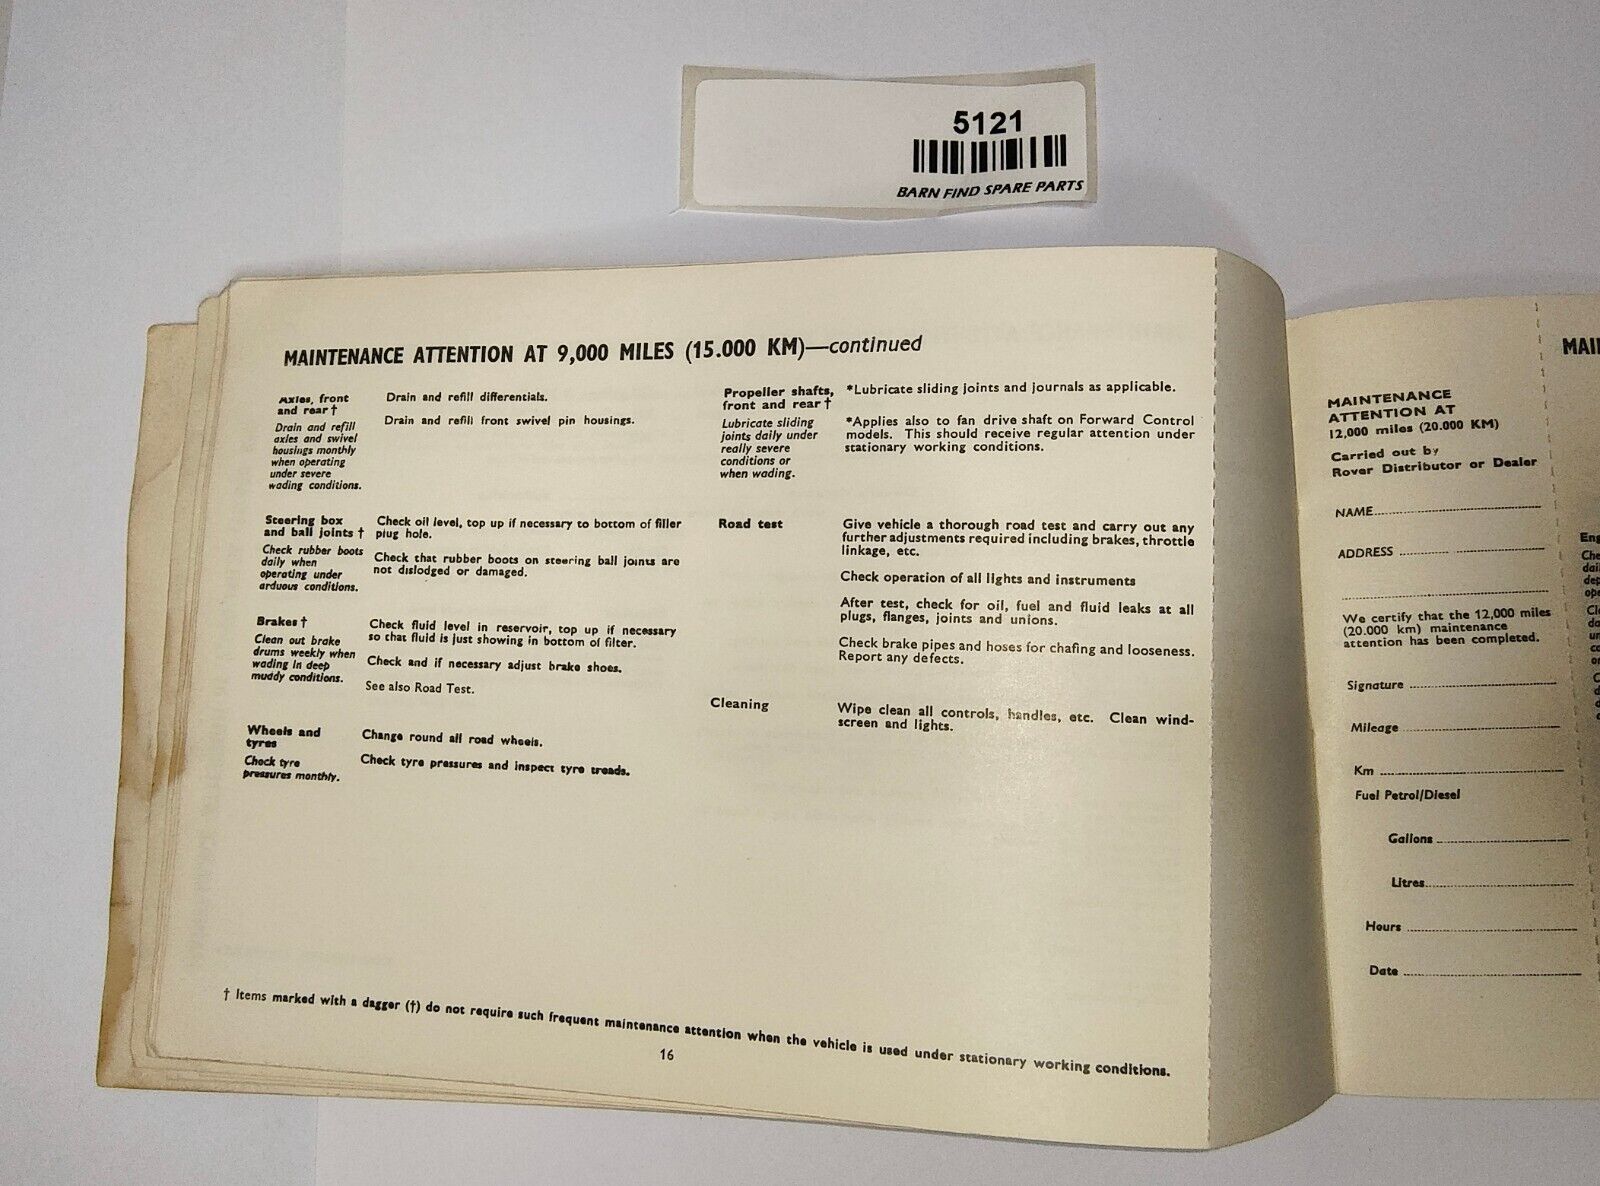 5121
BARN FIND SPARE PARTS
MAINTENANCE ATTENTION AT 9,000 MILES (15.000 KM)—continued
Axles, front
and rear †
Drain and refill
axles and swivel
housings monthly
when operating
under severe
wading conditions.
Drain and refill differentials.
Drain and refill front swivel pin housings.
Steering box
and ball joints †
Check rubber boots
daily when
operating under
arduous conditions.
Check oil level, top up if necessary to bottom of filler
plug hole.
Check that rubber boots on steering ball joints are
not dislodged or damaged.
Brakes †
Clean out brake
drums weekly when
wading in deep
muddy conditions.
Check fluid level in reservoir, top up if necessary
so that fluid is just showing in bottom of filter.
Check and if necessary adjust brake shoes.
See also Road Test.
Wheels and
tyres
Check tyre
pressures monthly.
Change round all road wheels.
Check tyre pressures and inspect tyre treads.
Propeller shafts,
front and rear †
Lubricate sliding
joints daily under
really severe
conditions or
when wading.
*Lubricate sliding joints and journals as applicable.
*Applies also to fan drive shaft on Forward Control
models. This should receive regular attention under
stationary working conditions.
Road test
Give vehicle a thorough road test and carry out any
further adjustments required including brakes, throttle
linkage, etc.
Check operation of all lights and instruments
After test, check for oil, fuel and fluid leaks at all
plugs, flanges, joints and unions.
Check brake pipes and hoses for chafing and looseness.
Report any defects.
Cleaning
Wipe clean all controls, handles, etc. Clean wind-
screen and lights.
† Items marked with a dagger (†) do not require such frequent maintenance attention when the vehicle is used under stationary working conditions.
16
MAINTENANCE
ATTENTION AT
12,000 miles (20.000 KM)
Carried out by
Rover Distributor or Dealer
NAME
ADDRESS
We certify that the 12,000 miles
(20.000 km) maintenance
attention has been completed.
Signature
Mileage
Km
Fuel Petrol/Diesel
Gallons
Litres
Hours
Date
MAI